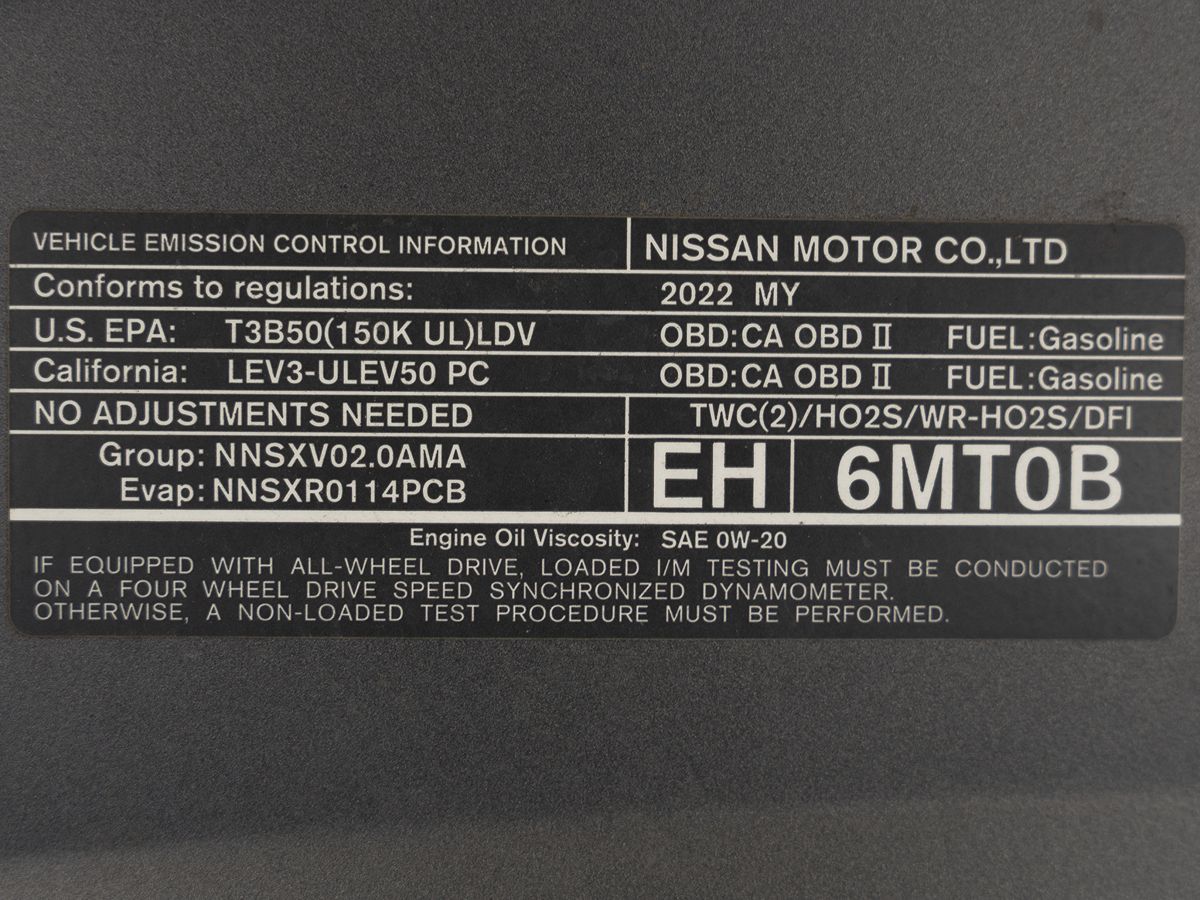 VEHICLE EMISSION CONTROL INFORMATION NISSAN MOTOR CO.,LTD
Conforms to regulations: 2022 MY
U.S. EPA: T3B50(150K UL)LDV OBD:CA OBD II FUEL:Gasoline
California: LEV3-ULEV50 PC OBD:CA OBD II FUEL:Gasoline
NO ADJUSTMENTS NEEDED TWC(2)/HO2S/WR-HO2S/DFI
Group: NNSXV02.0AMA
Evap: NNSXR0114PCB
EH 6MT0B
Engine Oil Viscosity: SAE 0W-20
IF EQUIPPED WITH ALL-WHEEL DRIVE, LOADED I/M TESTING MUST BE CONDUCTED
ON A FOUR WHEEL DRIVE SPEED SYNCHRONIZED DYNAMOMETER.
OTHERWISE, A NON-LOADED TEST PROCEDURE MUST BE PERFORMED.